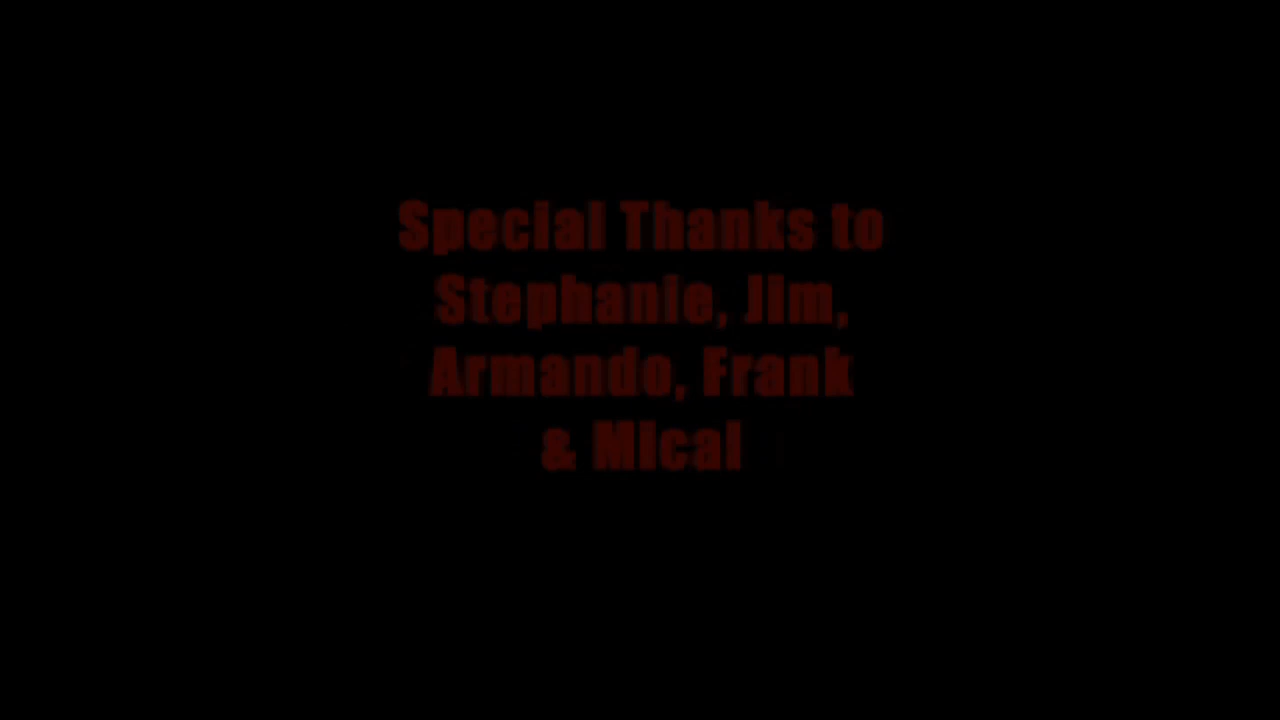 Special Thanks to
Stephanie, Jim,
Armando, Frank
& Mical